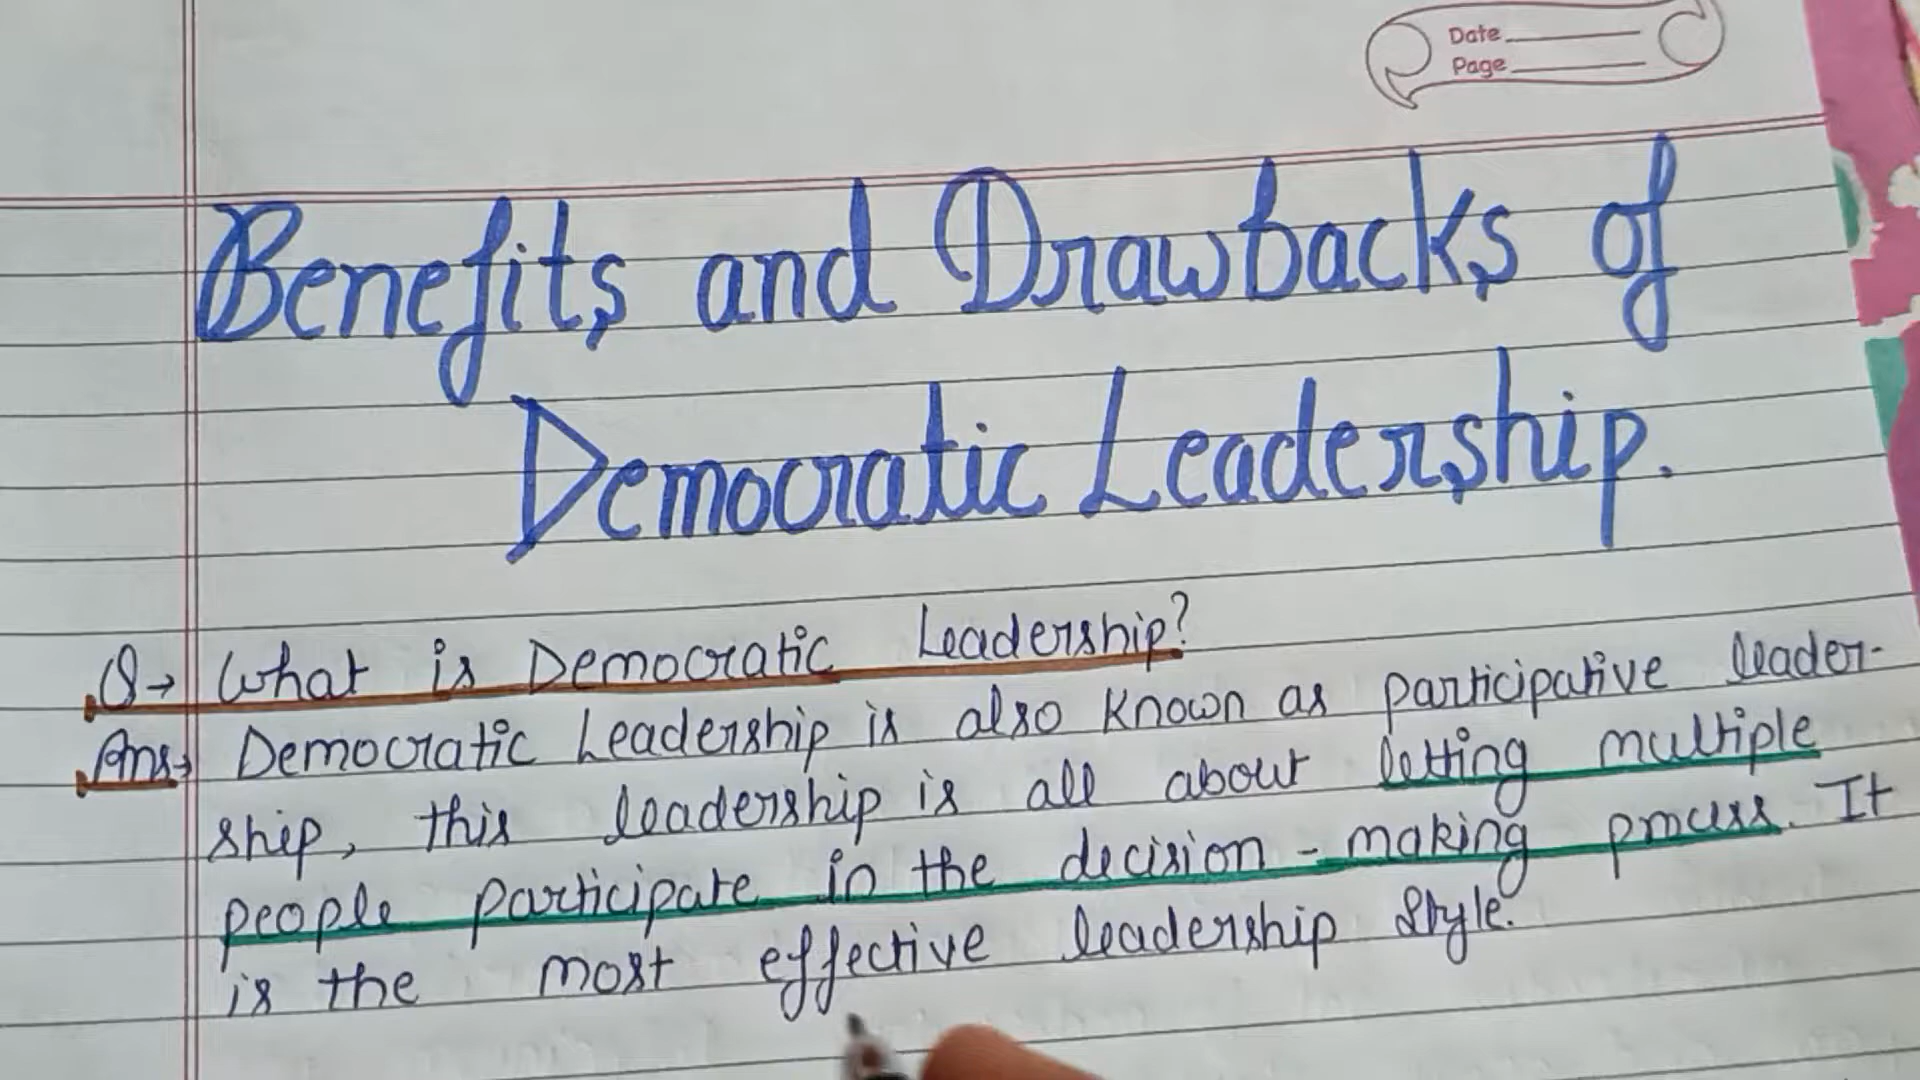 Date
Page
Benefits and Drawbacks of
Democratic Leadership.
Q→ What is Democratic Leadership?
Ans→ Democratic Leadership is also known as participative leader-
ship, this leadership is all about letting multiple
people participate in the decision-making process. It
is the most effective leadership style.